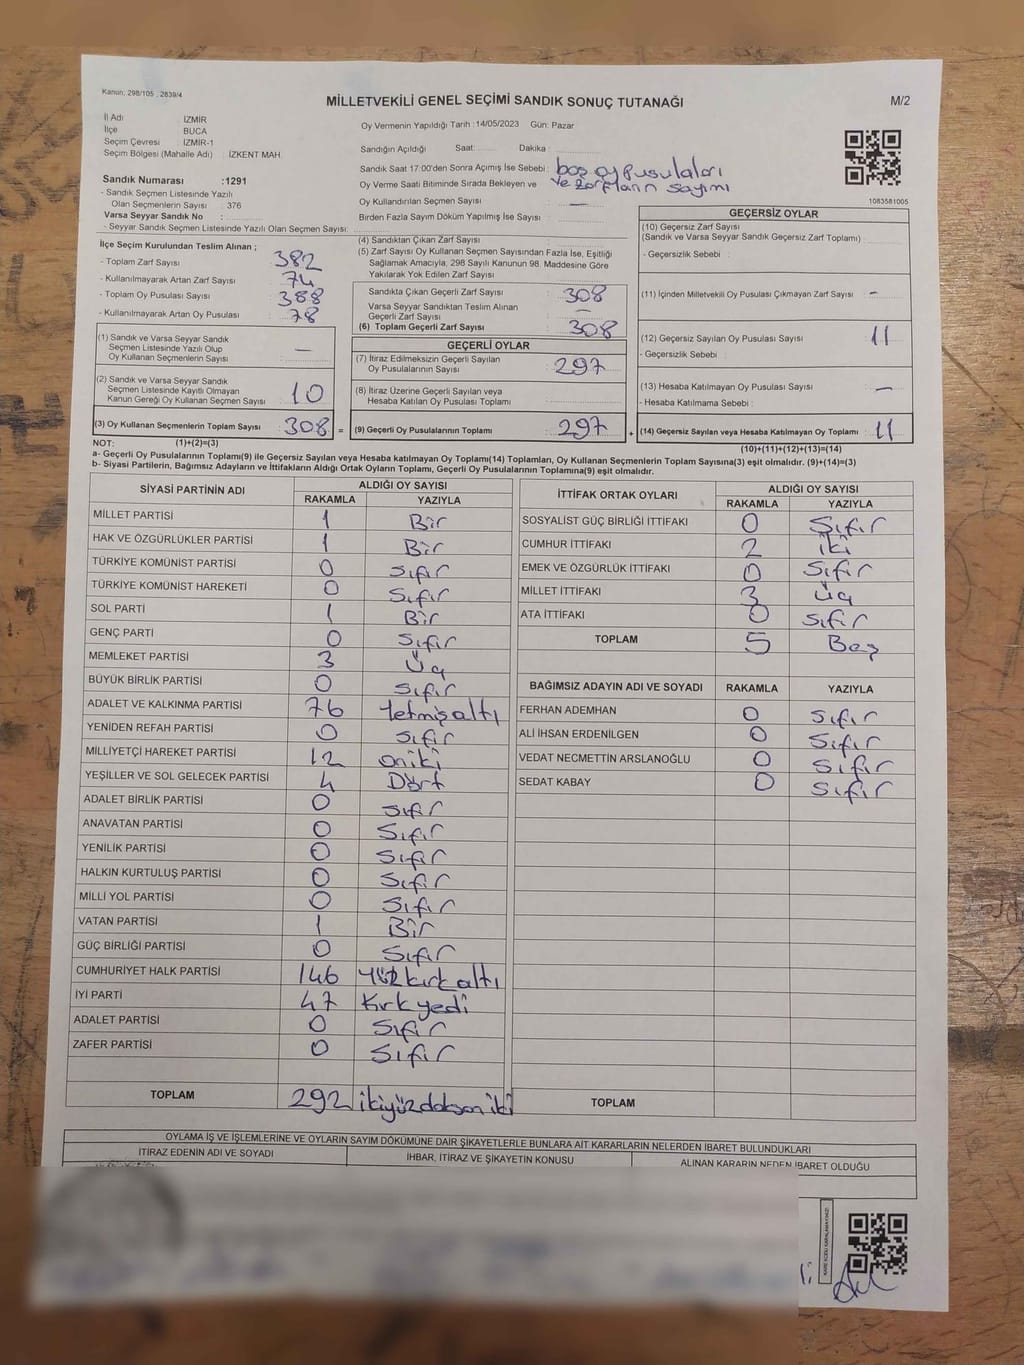 Kanun; 298/105 , 2839/4
MİLLETVEKİLİ GENEL SEÇİMİ SANDIK SONUÇ TUTANAĞI
M/2
İl Adı : İZMİR
İlçe : BUCA
Seçim Çevresi : İZMİR-1
Seçim Bölgesi (Mahalle Adı) : İZKENT MAH.
Oy Vermenin Yapıldığı Tarih :14/05/2023 Gün: Pazar
Sandığın Açıldığı Saat: Dakika :
Sandık Saat 17:00'den Sonra Açımış İse Sebebi: boş oy pusulaları
ve zarfların sayımı
Oy Verme Saati Bitiminde Sırada Bekleyen ve
Oy Kullandırılan Seçmen Sayısı : —
Birden Fazla Sayım Döküm Yapılmış İse Sayısı :
1083581005
Sandık Numarası :1291
- Sandık Seçmen Listesinde Yazılı
Olan Seçmenlerin Sayısı : 376
Varsa Seyyar Sandık No :
- Seyyar Sandık Seçmen Listesinde Yazılı Olan Seçmen Sayısı:
İlçe Seçim Kurulundan Teslim Alınan ;
- Toplam Zarf Sayısı : 382
- Kullanılmayarak Artan Zarf Sayısı : 74
- Toplam Oy Pusulası Sayısı : 388
- Kullanılmayarak Artan Oy Pusulası : 78
(1) Sandık ve Varsa Seyyar Sandık
Seçmen Listesinde Yazılı Olup
Oy Kullanan Seçmenlerin Sayısı : —
(2) Sandık ve Varsa Seyyar Sandık
Seçmen Listesinde Kayıtlı Olmayan
Kanun Gereği Oy Kullanan Seçmen Sayısı : 10
(3) Oy Kullanan Seçmenlerin Toplam Sayısı : 308 =
(4) Sandıktan Çıkan Zarf Sayısı :
(5) Zarf Sayısı Oy Kullanan Seçmen Sayısından Fazla İse, Eşitliği
Sağlamak Amacıyla, 298 Sayılı Kanunun 98. Maddesine Göre
Yakılarak Yok Edilen Zarf Sayısı :
Sandıkta Çıkan Geçerli Zarf Sayısı : 308
Varsa Seyyar Sandıktan Teslim Alınan
Geçerli Zarf Sayısı : —
(6) Toplam Geçerli Zarf Sayısı : 308
GEÇERLİ OYLAR
(7) İtiraz Edilmeksizin Geçerli Sayılan
Oy Pusulalarının Sayısı : 297
(8) İtiraz Üzerine Geçerli Sayılan veya
Hesaba Katılan Oy Pusulası Toplamı :
(9) Geçerli Oy Pusulalarının Toplamı : 297 +
GEÇERSİZ OYLAR
(10) Geçersiz Zarf Sayısı
(Sandık ve Varsa Seyyar Sandık Geçersiz Zarf Toplamı) :
- Geçersizlik Sebebi :
(11) İçinden Milletvekili Oy Pusulası Çıkmayan Zarf Sayısı : -
(12) Geçersiz Sayılan Oy Pusulası Sayısı : 11
- Geçersizlik Sebebi :
(13) Hesaba Katılmayan Oy Pusulası Sayısı : —
- Hesaba Katılmama Sebebi :
(14) Geçersiz Sayılan veya Hesaba Katılmayan Oy Toplamı : 11
NOT: (1)+(2)=(3)
(10)+(11)+(12)+(13)=(14)
a- Geçerli Oy Pusulalarının Toplamı(9) ile Geçersiz Sayılan veya Hesaba Katılmayan Oy Toplamı(14) Toplamları, Oy Kullanan Seçmenlerin Toplam Sayısına(3) eşit olmalıdır. (9)+(14)=(3)
b- Siyasi Partilerin, Bağımsız Adayların ve İttifakların Aldığı Ortak Oyların Toplamı, Geçerli Oy Pusulalarının Toplamına(9) eşit olmalıdır.
SİYASİ PARTİNİN ADI ALDIĞI OY SAYISI
RAKAMLA YAZIYLA
MİLLET PARTİSİ 1 Bir
HAK VE ÖZGÜRLÜKLER PARTİSİ 1 Bir
TÜRKİYE KOMÜNİST PARTİSİ 0 Sıfır
TÜRKİYE KOMÜNİST HAREKETİ 0 Sıfır
SOL PARTİ 1 Bir
GENÇ PARTİ 0 Sıfır
MEMLEKET PARTİSİ 3 Üç
BÜYÜK BİRLİK PARTİSİ 0 Sıfır
ADALET VE KALKINMA PARTİSİ 76 Yetmişaltı
YENİDEN REFAH PARTİSİ 0 Sıfır
MİLLİYETÇİ HAREKET PARTİSİ 12 oniki
YEŞİLLER VE SOL GELECEK PARTİSİ 4 Dört
ADALET BİRLİK PARTİSİ 0 Sıfır
ANAVATAN PARTİSİ 0 Sıfır
YENİLİK PARTİSİ 0 Sıfır
HALKIN KURTULUŞ PARTİSİ 0 Sıfır
MİLLİ YOL PARTİSİ 0 Sıfır
VATAN PARTİSİ 1 Bir
GÜÇ BİRLİĞİ PARTİSİ 0 Sıfır
CUMHURİYET HALK PARTİSİ 146 Yüzkırkaltı
İYİ PARTİ 47 Kırkyedi
ADALET PARTİSİ 0 Sıfır
ZAFER PARTİSİ 0 Sıfır
TOPLAM 292 ikiyüzdoksaniki
İTTİFAK ORTAK OYLARI ALDIĞI OY SAYISI
RAKAMLA YAZIYLA
SOSYALİST GÜÇ BİRLİĞİ İTTİFAKI 0 Sıfır
CUMHUR İTTİFAKI 2 iki
EMEK VE ÖZGÜRLÜK İTTİFAKI 0 Sıfır
MİLLET İTTİFAKI 3 Üç
ATA İTTİFAKI 0 Sıfır
TOPLAM 5 Beş
BAĞIMSIZ ADAYIN ADI VE SOYADI RAKAMLA YAZIYLA
FERHAN ADEMHAN 0 Sıfır
ALİ İHSAN ERDENİLGEN 0 Sıfır
VEDAT NECMETTİN ARSLANOĞLU 0 Sıfır
SEDAT KABAY 0 Sıfır
TOPLAM
OYLAMA İŞ VE İŞLEMLERİNE VE OYLARIN SAYIM DÖKÜMÜNE DAİR ŞİKAYETLERLE BUNLARA AİT KARARLARIN NELERDEN İBARET BULUNDUKLARI
İTİRAZ EDENİN ADI VE SOYADI İHBAR, İTİRAZ VE ŞİKAYETİN KONUSU ALINAN KARARIN NEDEN İBARET OLDUĞU
KARE KODU KARALAMAYINIZ!